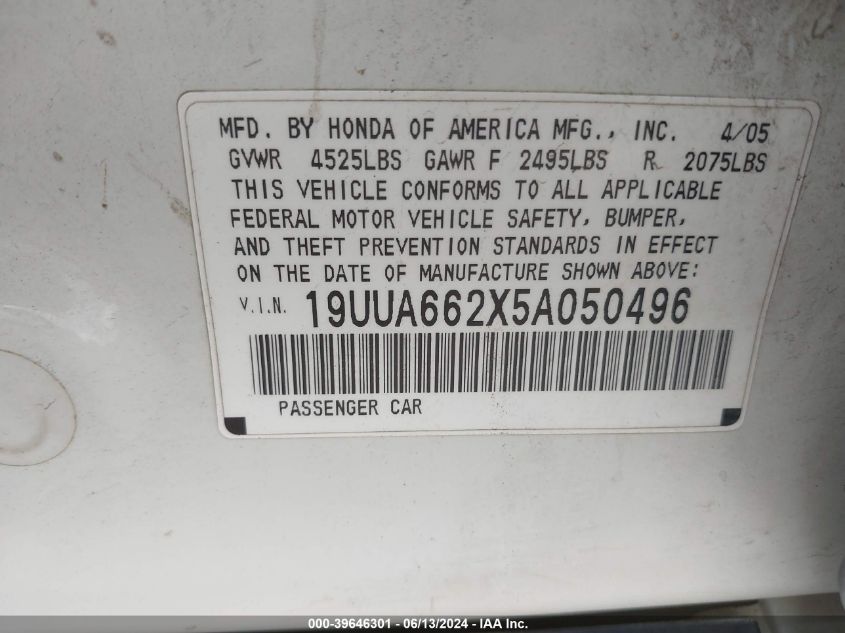 MFD. BY HONDA OF AMERICA MFG., INC. 4/05
GVWR 4525LBS GAWR F 2495LBS R 2075LBS
THIS VEHICLE CONFORMS TO ALL APPLICABLE
FEDERAL MOTOR VEHICLE SAFETY, BUMPER,
AND THEFT PREVENTION STANDARDS IN EFFECT
ON THE DATE OF MANUFACTURE SHOWN ABOVE:
V.I.N. 19UUA662X5A050496
PASSENGER CAR
000-39646301 - 06/13/2024 - IAA Inc.